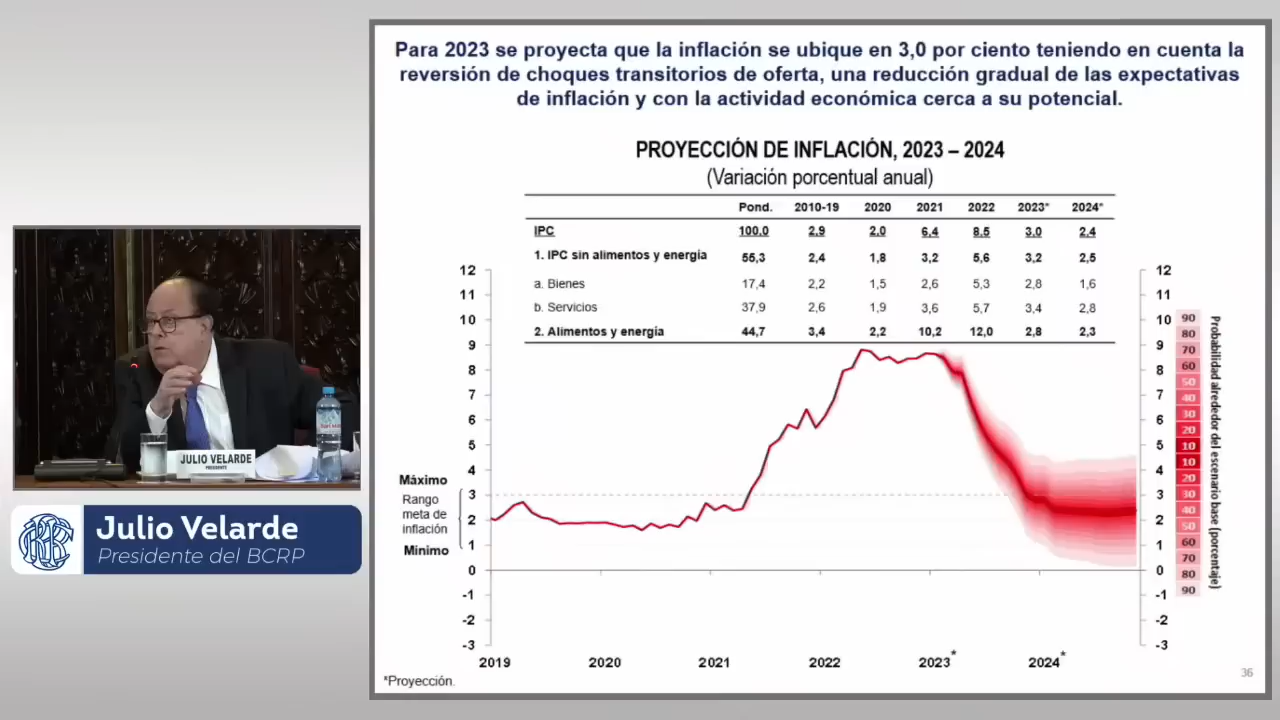 Para 2023 se proyecta que la inflación se ubique en 3,0 por ciento teniendo en cuenta la
reversión de choques transitorios de oferta, una reducción gradual de las expectativas
de inflación y con la actividad económica cerca a su potencial.
PROYECCIÓN DE INFLACIÓN, 2023 – 2024
(Variación porcentual anual)
Pond. 2010-19 2020 2021 2022 2023* 2024*
IPC 100.0 2.9 2.0 6.4 8.5 3.0 2.4
1. IPC sin alimentos y energía 55,3 2,4 1,8 3,2 5,6 3,2 2,5
a. Bienes 17,4 2,2 1,5 2,6 5,3 2,8 1,6
b. Servicios 37,9 2,6 1,9 3,6 5,7 3,4 2,8
2. Alimentos y energía 44,7 3,4 2,2 10,2 12,0 2,8 2,3
12
11
10
9
8
7
6
5
4
3
2
1
0
-1
-2
-3
Máximo
Rango
meta de
inflación
Mínimo
12
11
10
9
8
7
6
5
4
3
2
1
0
-1
-2
-3
90
80
70
60
50
40
30
20
10
10
20
30
40
50
60
70
80
90
Probabilidad alrededor del escenario base (porcentaje)
2019 2020 2021 2022 2023* 2024*
*Proyección.
36
JULIO VELARDE
PRESIDENTE
Julio Velarde
Presidente del BCRP